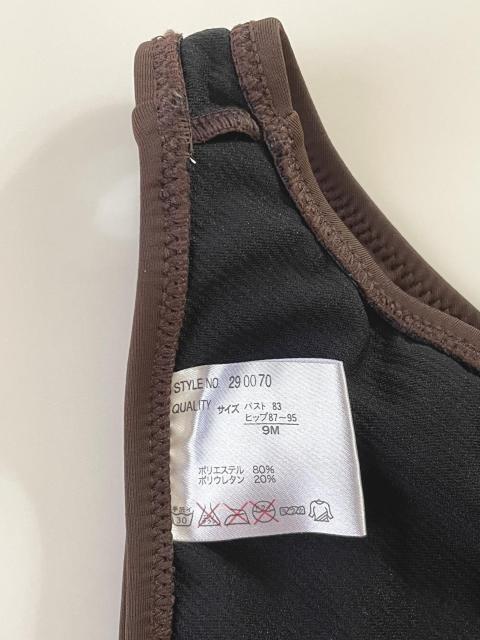 STYLE NO. 29 00 70
QUALITY サイズ バスト 83
ヒップ87~95
9M
ポリエステル 80%
ポリウレタン 20%
30